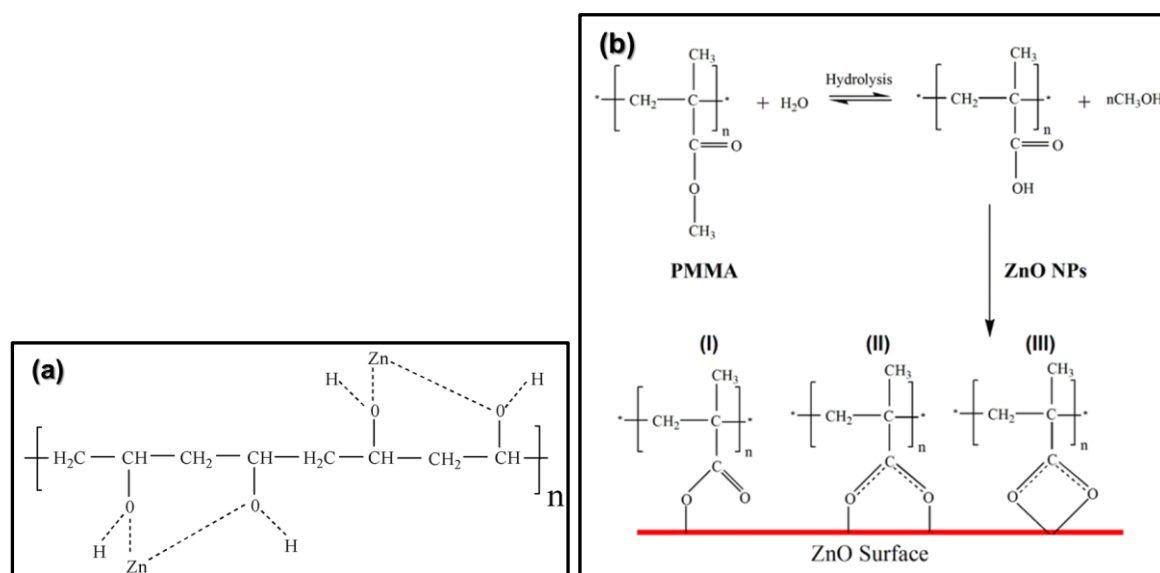 (a)
Zn
H
H
0
0
H₂C—CH—CH₂—CH—H₂C—CH—CH₂—CH
n
0
0
H
H
Zn
(b)
CH₃
CH₃
Hydrolysis
*—CH₂—C—* + H₂O *—CH₂—C—* + nCH₃OH
n
n
C=O
C=O
O
OH
CH₃
PMMA
ZnO NPs
(I)
(II)
(III)
CH₃
CH₃
CH₃
*—CH₂—C—*
*—CH₂—C—*
*—CH₂—C—*
n
n
n
C
C
C
O
O
O
O
O
O
ZnO Surface